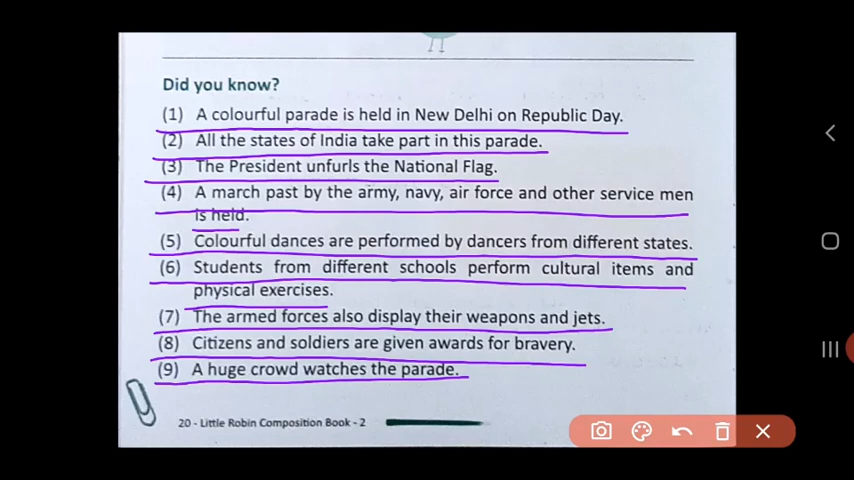 Did you know?
(1) A colourful parade is held in New Delhi on Republic Day.
(2) All the states of India take part in this parade.
(3) The President unfurls the National Flag.
(4) A march past by the army, navy, air force and other service men
is held.
(5) Colourful dances are performed by dancers from different states.
(6) Students from different schools perform cultural items and
physical exercises.
(7) The armed forces also display their weapons and jets.
(8) Citizens and soldiers are given awards for bravery.
(9) A huge crowd watches the parade.
20 - Little Robin Composition Book - 2